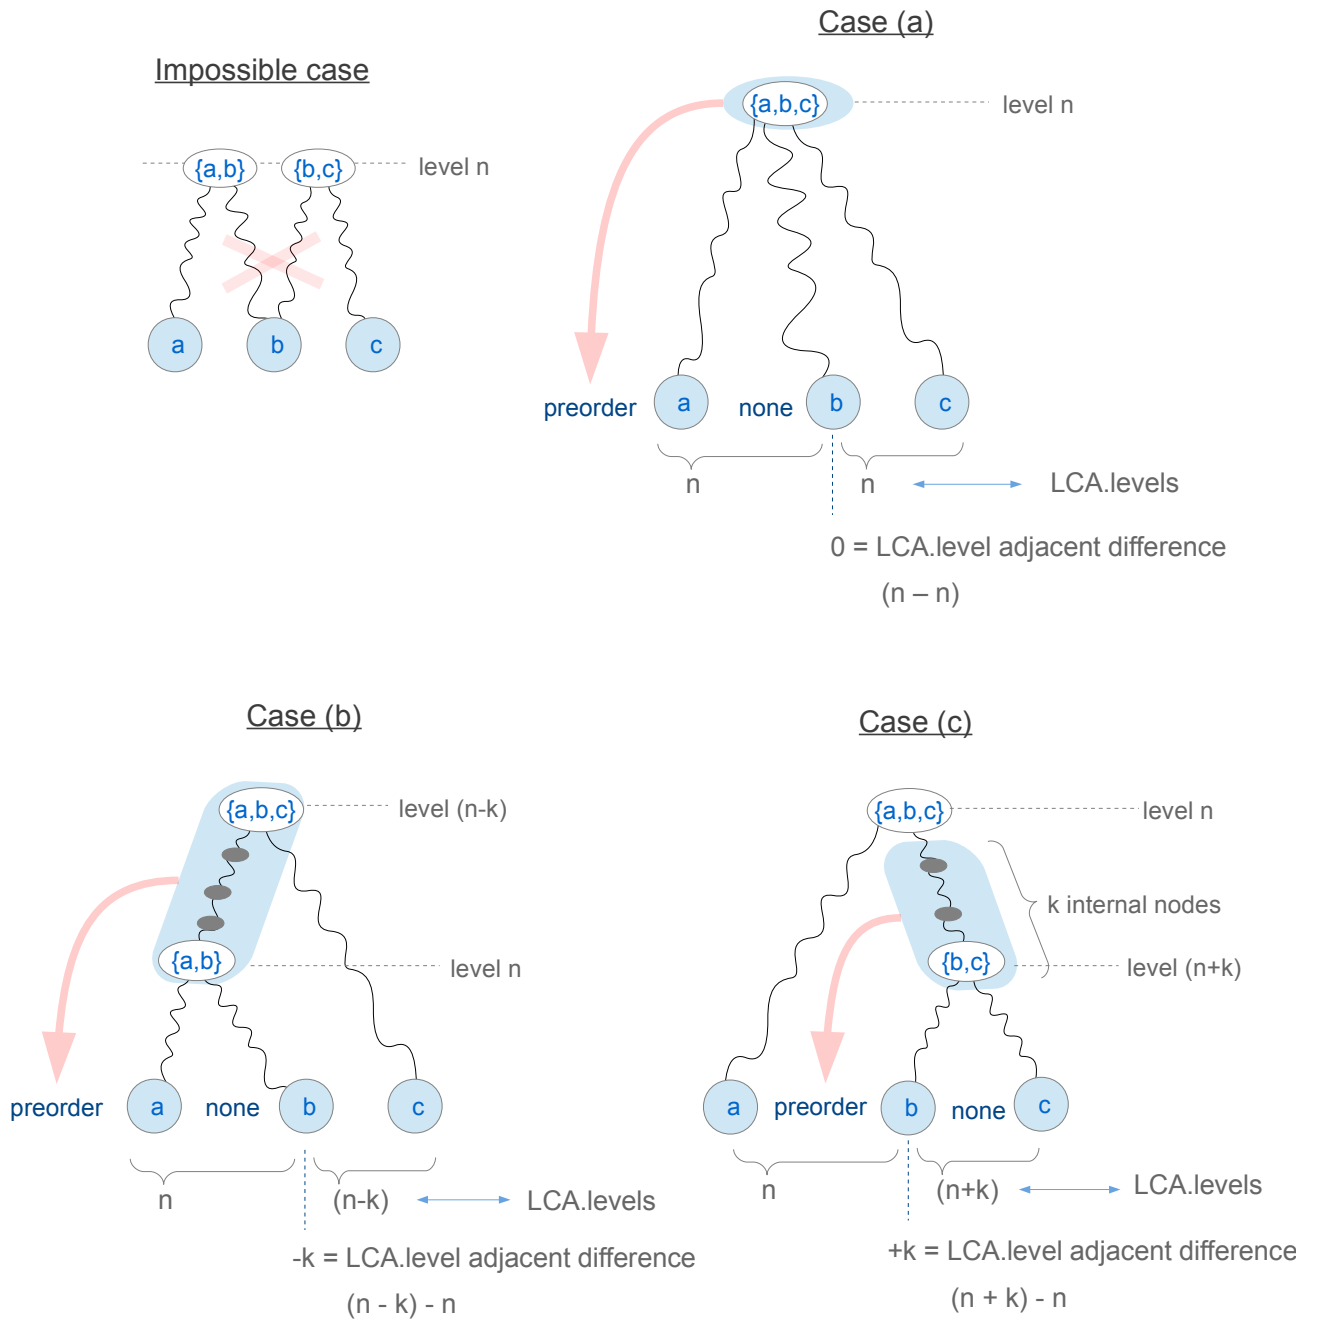 Case (a)
Impossible case
{a,b,c}
level n
{a,b}
{b,c}
level n
a
b
c
preorder
a
none
b
c
n
n
LCA.levels
0 = LCA.level adjacent difference
(n – n)
Case (b)
Case (c)
{a,b,c}
level (n-k)
{a,b}
level n
preorder
a
none
b
c
n
(n-k)
LCA.levels
-k = LCA.level adjacent difference
(n - k) - n
{a,b,c}
level n
k internal nodes
{b,c}
level (n+k)
a
preorder
b
none
c
n
(n+k)
LCA.levels
+k = LCA.level adjacent difference
(n + k) - n